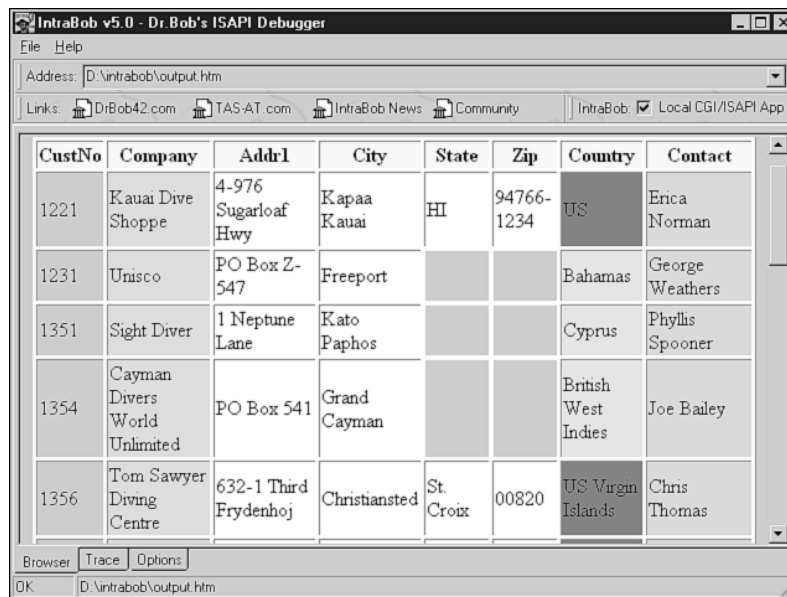 IntraBob v5.0 - Dr.Bob's ISAPI Debugger
File Help
Address: D:\intrabob\output.htm
Links: DrBob42.com TAS-AT.com IntraBob News Community IntraBob: Local CGI/ISAPI App
CustNo Company Addr1 City State Zip Country Contact
1221 Kauai Dive Shoppe 4-976 Sugarloaf Hwy Kapaa Kauai HI 94766-1234 US Erica Norman
1231 Unisco PO Box Z-547 Freeport Bahamas George Weathers
1351 Sight Diver 1 Neptune Lane Kato Paphos Cyprus Phyllis Spooner
1354 Cayman Divers World Unlimited PO Box 541 Grand Cayman British West Indies Joe Bailey
1356 Tom Sawyer Diving Centre 632-1 Third Frydenhoj Christiansted St. Croix 00820 US Virgin Islands Chris Thomas
Browser Trace Options
OK D:\intrabob\output.htm